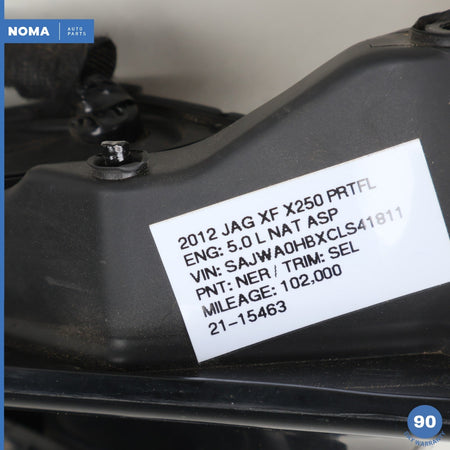 NOMA AUTO
PARTS
2012 JAG XF X250 PRTFL
ENG: 5.0 L NAT ASP
VIN: SAJWA0HBXCLS41811
PNT: NER / TRIM: SEL
MILEAGE: 102,000
21-15463
90
WARRANTY